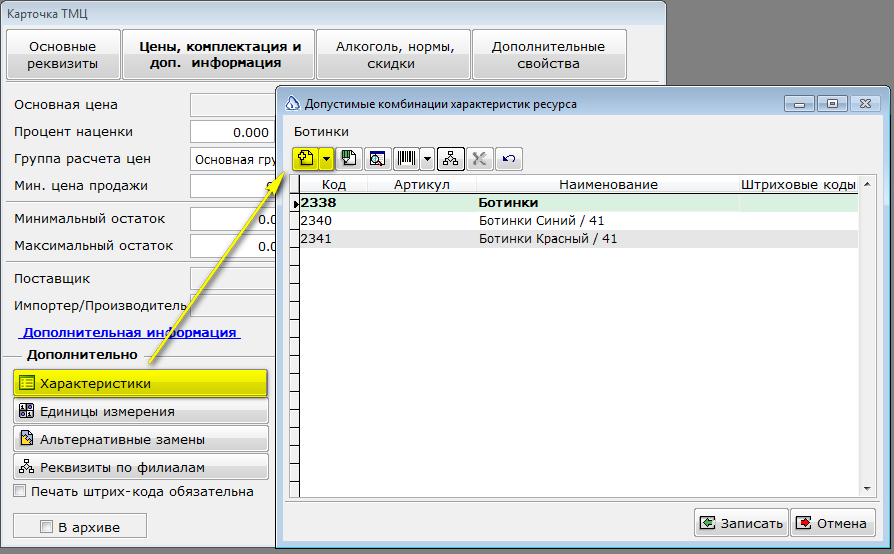 Карточка ТМЦ
Основные реквизиты
Цены, комплектация и доп. информация
Алкоголь, нормы, скидки
Дополнительные свойства
Основная цена
Процент наценки 0.000
Группа расчета цен Основная гру
Мин. цена продажи
Минимальный остаток 0.0
Максимальный остаток 0.0
Поставщик
Импортер/Производитель
Дополнительная информация
Дополнительно
Характеристики
Единицы измерения
Альтернативные замены
Реквизиты по филиалам
Печать штрих-кода обязательна
В архиве
Допустимые комбинации характеристик ресурса
Ботинки
Код Артикул Наименование Штриховые коды
2338 Ботинки
2340 Ботинки Синий / 41
2341 Ботинки Красный / 41
Записать Отмена